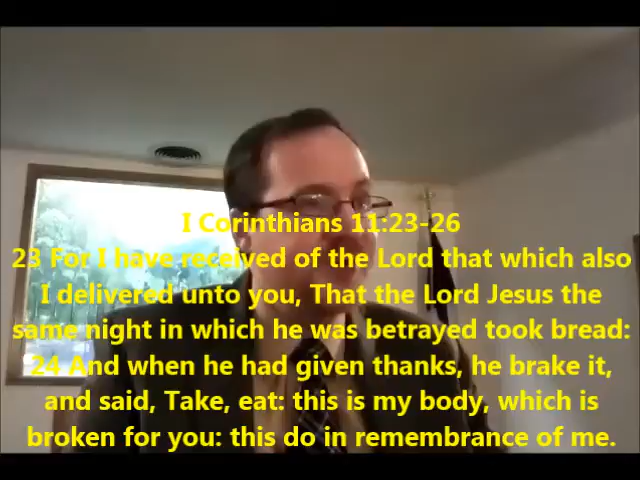 I Corinthians 11:23-26
23 For I have received of the Lord that which also
I delivered unto you, That the Lord Jesus the
same night in which he was betrayed took bread:
24 And when he had given thanks, he brake it,
and said, Take, eat: this is my body, which is
broken for you: this do in remembrance of me.